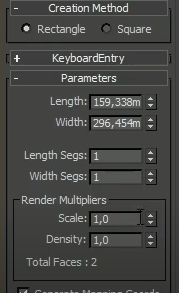 - Creation Method
Rectangle Square
+ KeyboardEntry
- Parameters
Length: 159,338m
Width: 296,454m
Length Segs: 1
Width Segs: 1
Render Multipliers
Scale: 1,0
Density: 1,0
Total Faces : 2